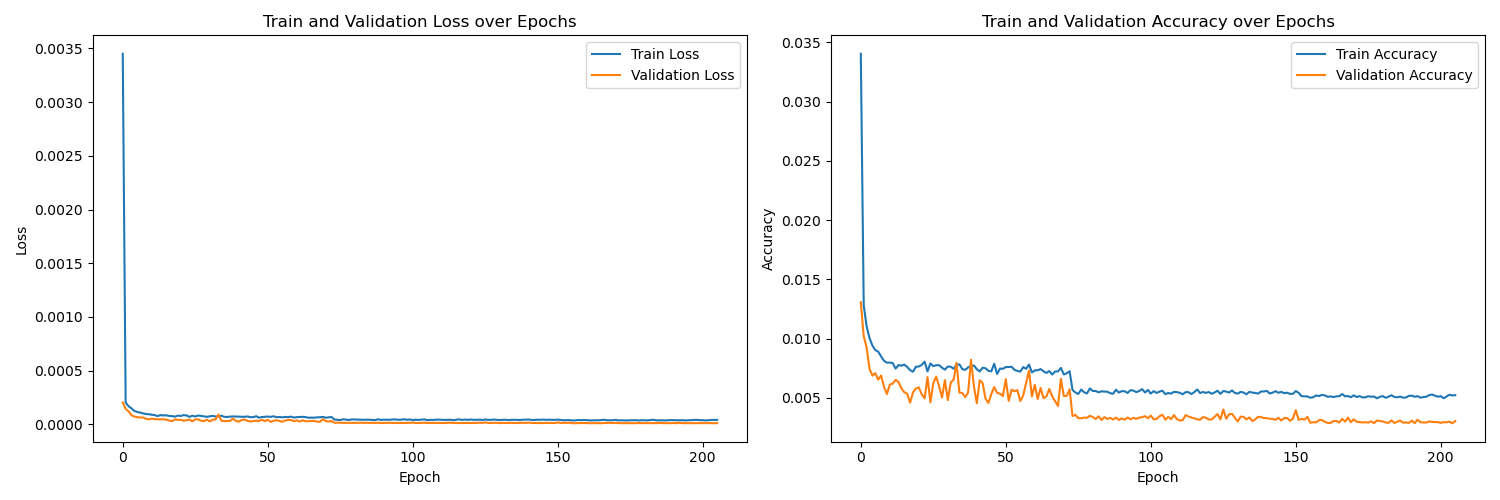 Train and Validation Loss over Epochs
0.0035
0.0030
0.0025
0.0020
0.0015
0.0010
0.0005
0.0000
Loss
Train Loss
Validation Loss
0
50
100
150
200
Epoch
Train and Validation Accuracy over Epochs
0.035
0.030
0.025
0.020
0.015
0.010
0.005
Accuracy
Train Accuracy
Validation Accuracy
0
50
100
150
200
Epoch